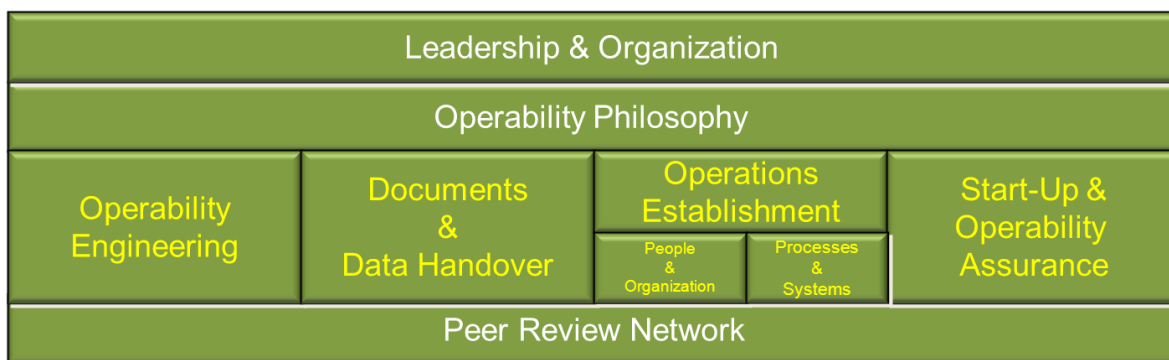 Leadership & Organization
Operability Philosophy
Operability
Engineering
Documents
&
Data Handover
Operations
Establishment
People
&
Organization
Processes
&
Systems
Start-Up &
Operability
Assurance
Peer Review Network